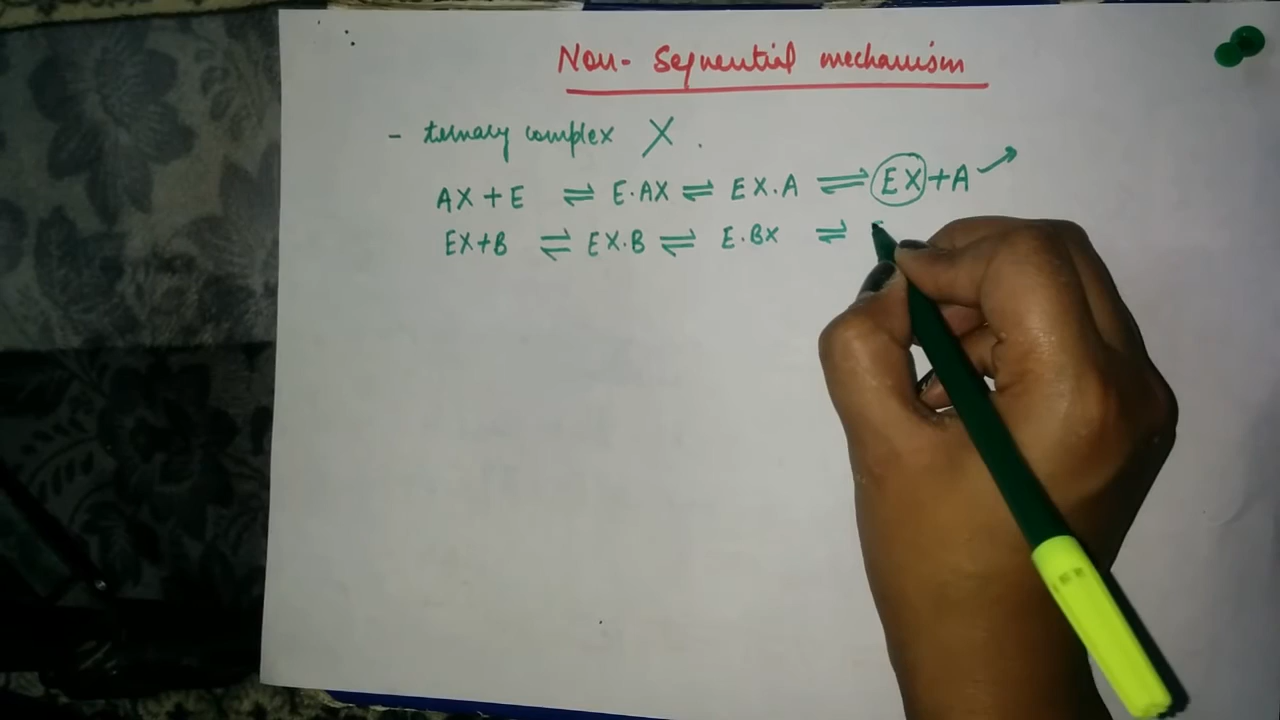 Non- Sequential mechanism
- ternary complex X.
AX + E ⇌ E.AX ⇌ EX.A ⇌ EX + A ↗
EX+B ⇌ EX.B ⇌ E.BX ⇌